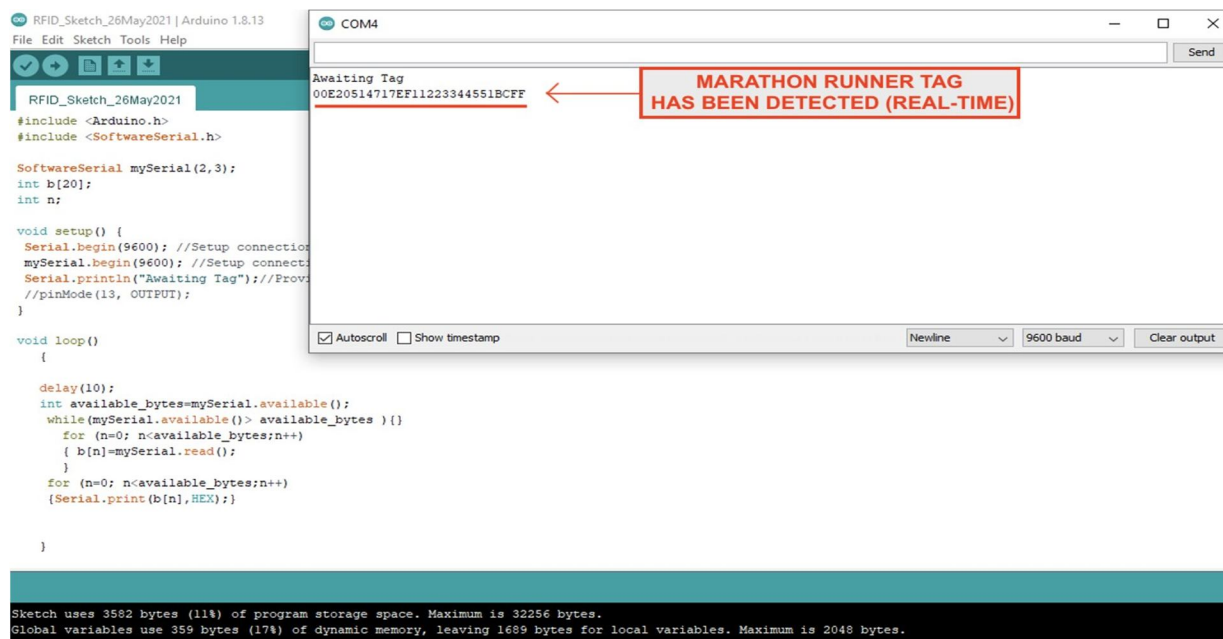 RFID_Sketch_26May2021 | Arduino 1.8.13
File Edit Sketch Tools Help
RFID_Sketch_26May2021
#include <Arduino.h>
#include <SoftwareSerial.h>
SoftwareSerial mySerial(2,3);
int b[20];
int n;
void setup() {
Serial.begin(9600); //Setup connection
mySerial.begin(9600); //Setup connecti
Serial.println("Awaiting Tag");//Provi
//pinMode(13, OUTPUT);
}
void loop()
{
delay(10);
int available_bytes=mySerial.available();
while(mySerial.available()> available_bytes ){}
for (n=0; n<available_bytes;n++)
{ b[n]=mySerial.read();
}
for (n=0; n<available_bytes;n++)
{Serial.print(b[n],HEX);}
}
COM4
Send
Awaiting Tag
00E20514717EF11223344551BCFF
MARATHON RUNNER TAG
HAS BEEN DETECTED (REAL-TIME)
Autoscroll Show timestamp Newline 9600 baud Clear output
Sketch uses 3582 bytes (11%) of program storage space. Maximum is 32256 bytes.
Global variables use 359 bytes (17%) of dynamic memory, leaving 1689 bytes for local variables. Maximum is 2048 bytes.